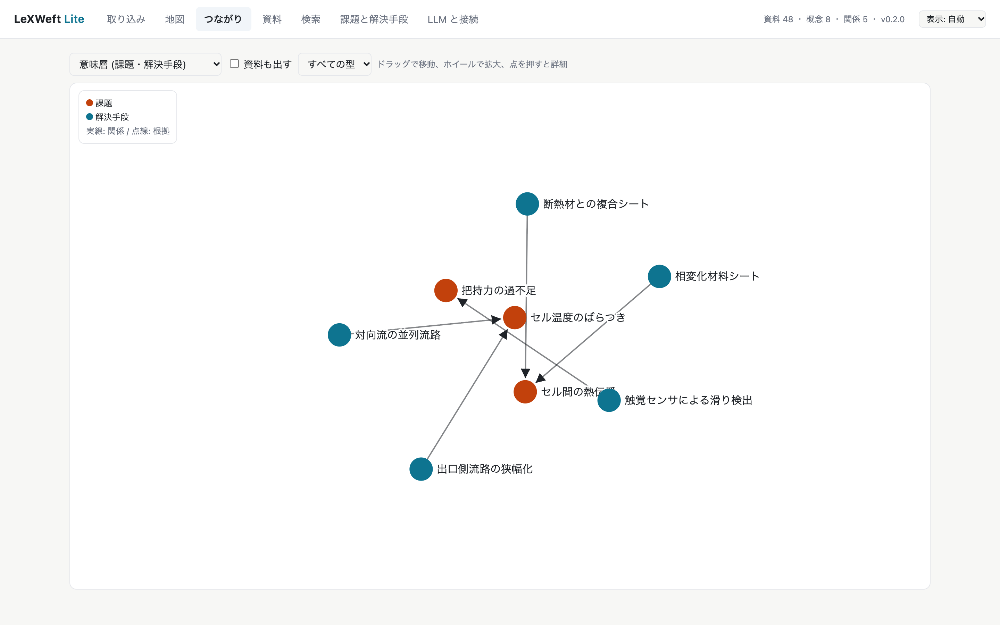 LeXWeft Lite
取り込み
地図
つながり
資料
検索
課題と解決手段
LLM と接続
資料 48 ・ 概念 8 ・ 関係 5 ・ v0.2.0
表示: 自動
意味層 (課題・解決手段)
資料も出す
すべての型
ドラッグで移動、ホイールで拡大、点を押すと詳細
課題
解決手段
実線: 関係 / 点線: 根拠
断熱材との複合シート
相変化材料シート
把持力の過不足
セル温度のばらつき
対向流の並列流路
セル間の熱伝
触覚センサによる滑り検出
出口側流路の狭幅化